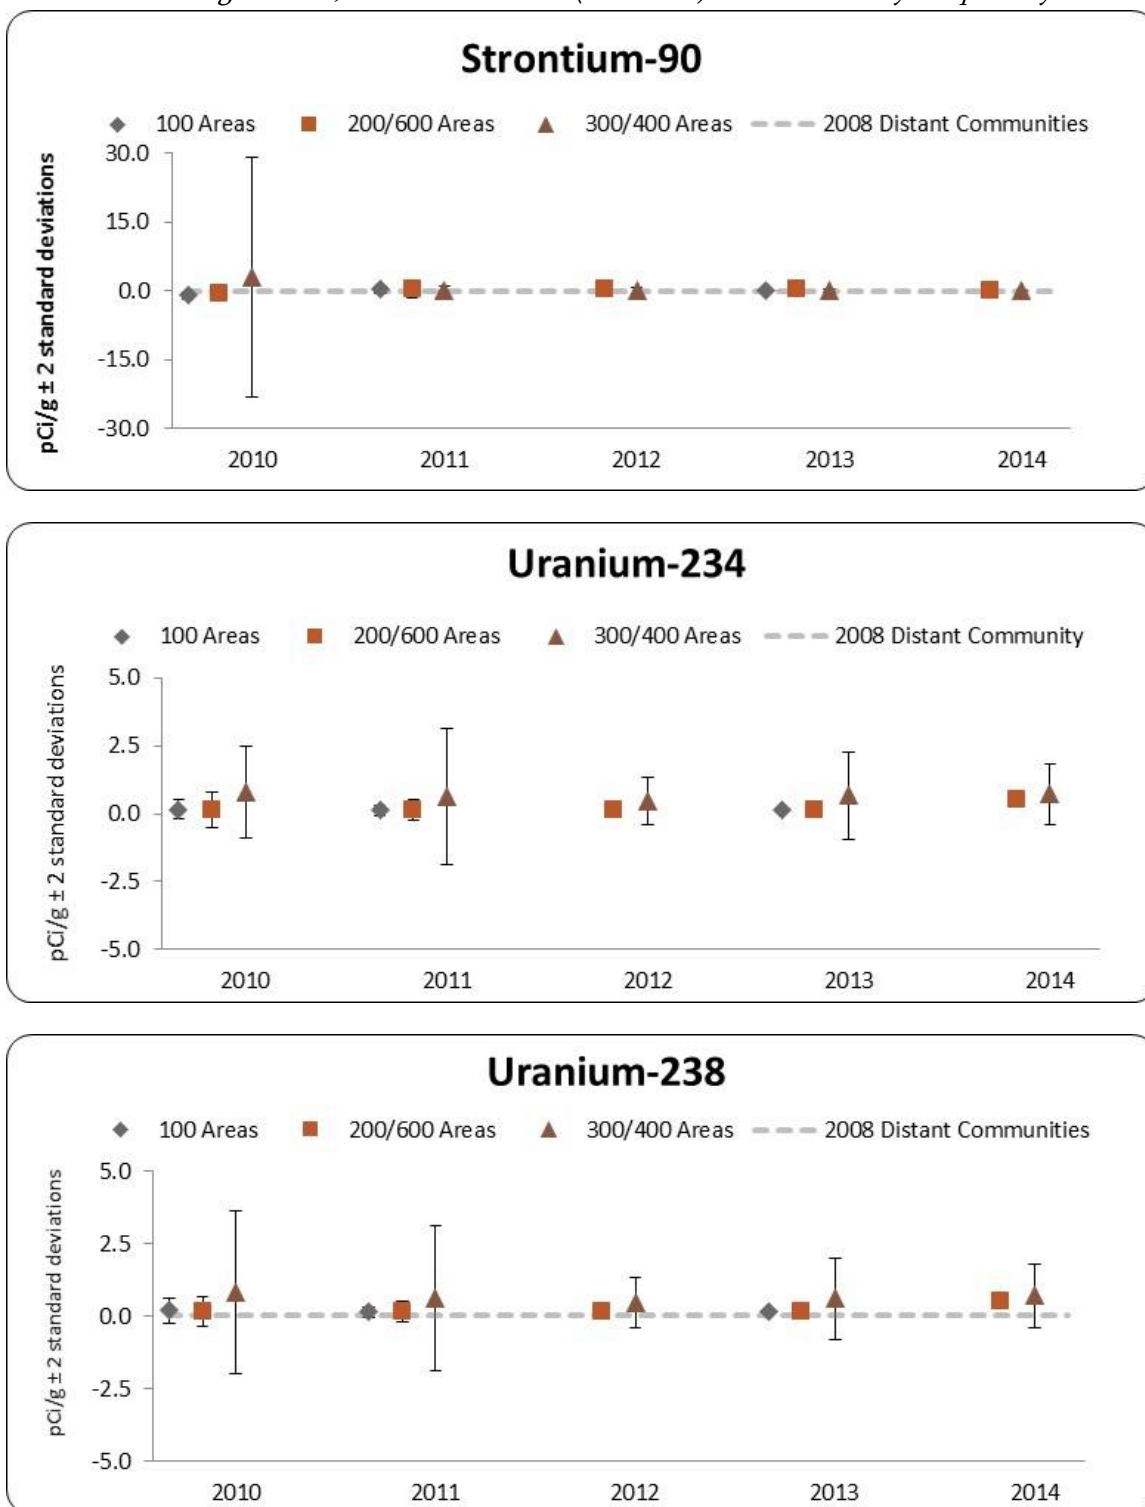 Strontium-90
100 Areas 200/600 Areas 300/400 Areas 2008 Distant Communities
pCi/g ± 2 standard deviations
30.0
15.0
0.0
-15.0
-30.0
2010 2011 2012 2013 2014
Uranium-234
100 Areas 200/600 Areas 300/400 Areas 2008 Distant Community
pCi/g ± 2 standard deviations
5.0
2.5
0.0
-2.5
-5.0
2010 2011 2012 2013 2014
Uranium-238
100 Areas 200/600 Areas 300/400 Areas 2008 Distant Communities
pCi/g ± 2 standard deviations
5.0
2.5
0.0
-2.5
-5.0
2010 2011 2012 2013 2014